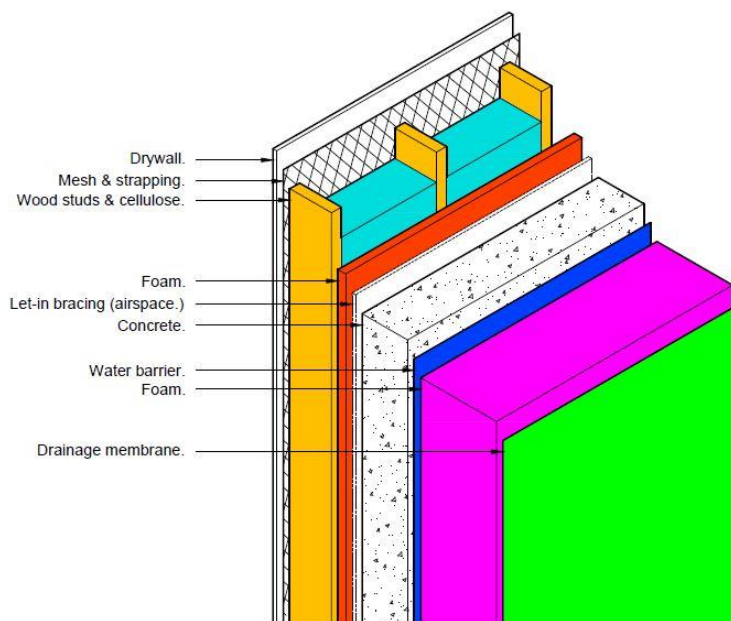 Drywall.
Mesh & strapping.
Wood studs & cellulose.
Foam.
Let-in bracing (airspace.)
Concrete.
Water barrier.
Foam.
Drainage membrane.